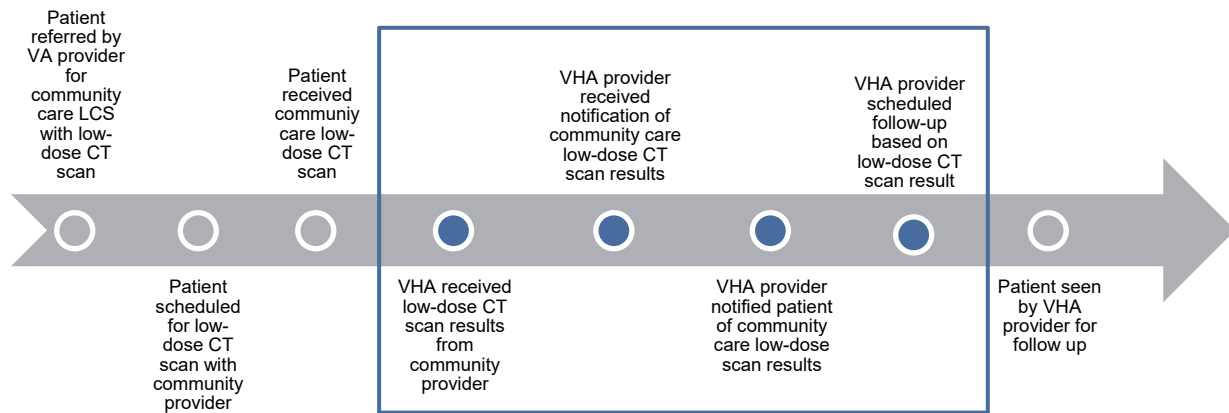 Patient
referred by
VA provider
for
community
care LCS
with low-
dose CT
scan
Patient
scheduled
for low-
dose CT
scan with
community
provider
Patient
received
communiy
care low-
dose CT
scan
VHA received
low-dose CT
scan results
from
community
provider
VHA provider
received
notification of
community care
low-dose CT
scan results
VHA provider
notified patient
of community
care low-dose
scan results
VHA provider
scheduled
follow-up
based on
low-dose CT
scan result
Patient seen
by VHA
provider for
follow up